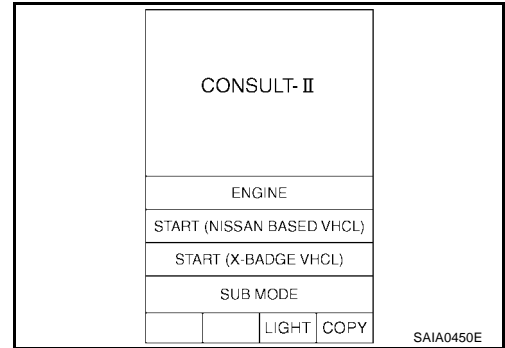 CONSULT-II
ENGINE
START (NISSAN BASED VHCL)
START (X-BADGE VHCL)
SUB MODE
LIGHT COPY
SAIA0450E